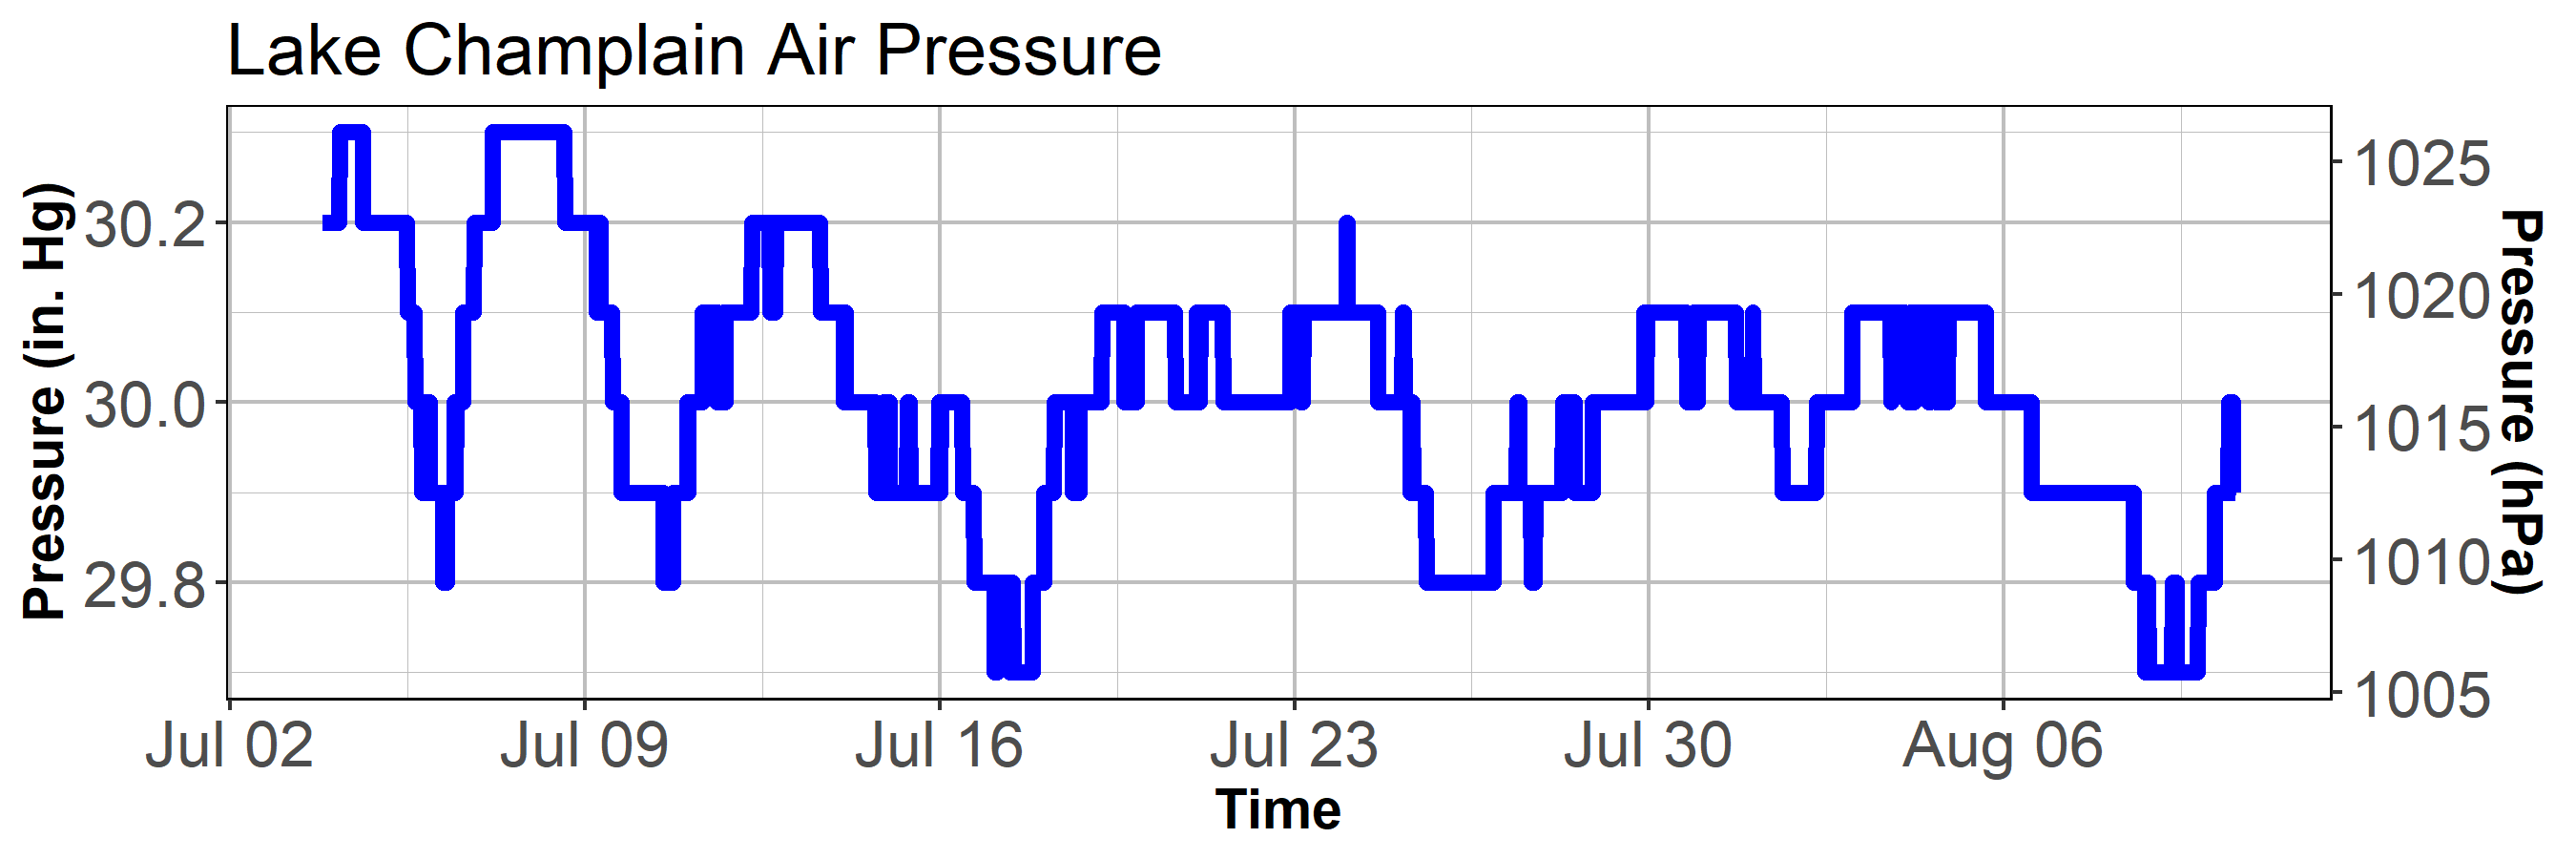 Lake Champlain Air Pressure
Pressure (in. Hg)
30.2
30.0
29.8
1025
1020
1015
1010
1005
Pressure (hPa)
Jul 02 Jul 09 Jul 16 Jul 23 Jul 30 Aug 06
Time